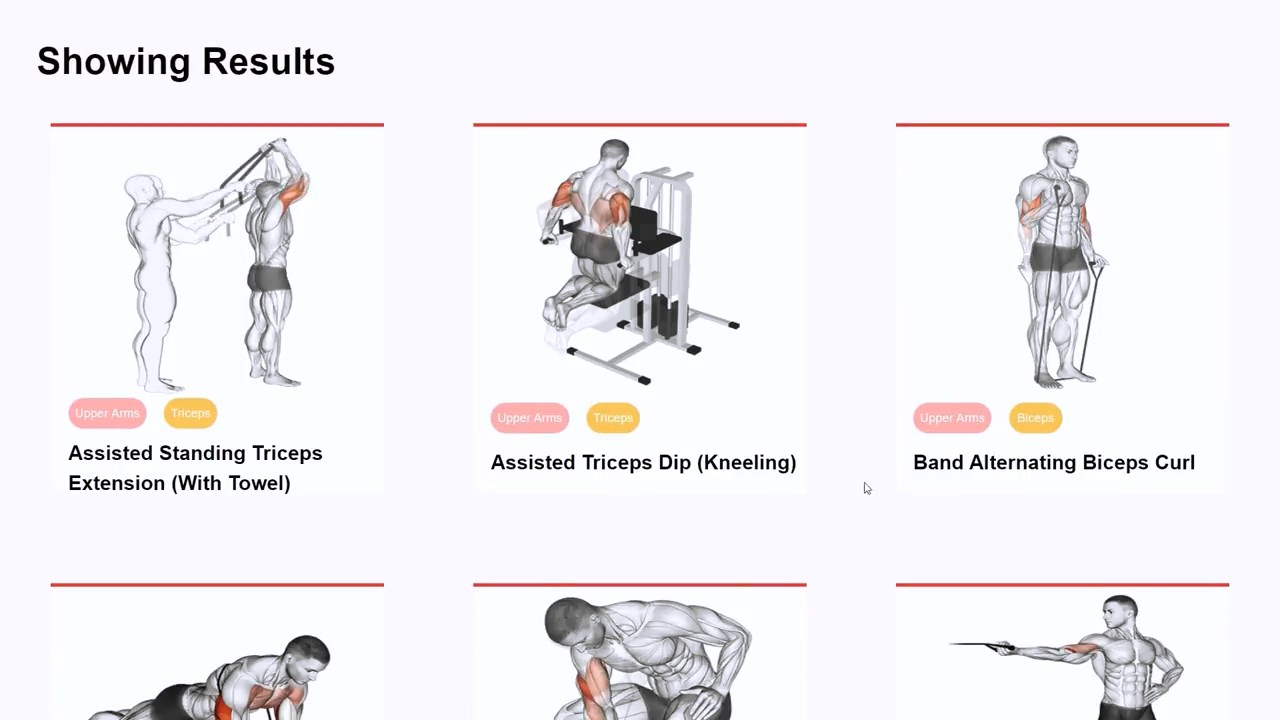 Showing Results
Upper Arms Triceps
Assisted Standing Triceps
Extension (With Towel)
Upper Arms Triceps
Assisted Triceps Dip (Kneeling)
Upper Arms Biceps
Band Alternating Biceps Curl